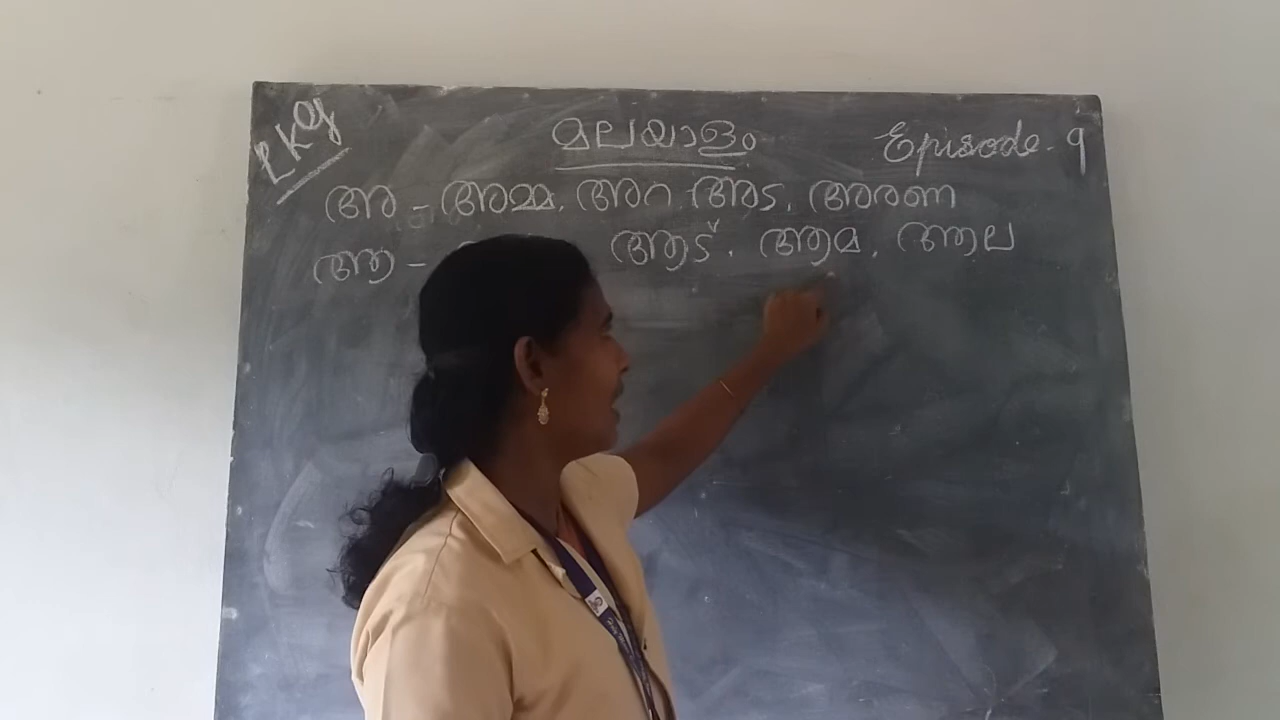 LKG മലയാളം Episode - 9
അ - അമ്മ, അറ, അട, അരണ
ആ - ആട്, ആമ, ആല